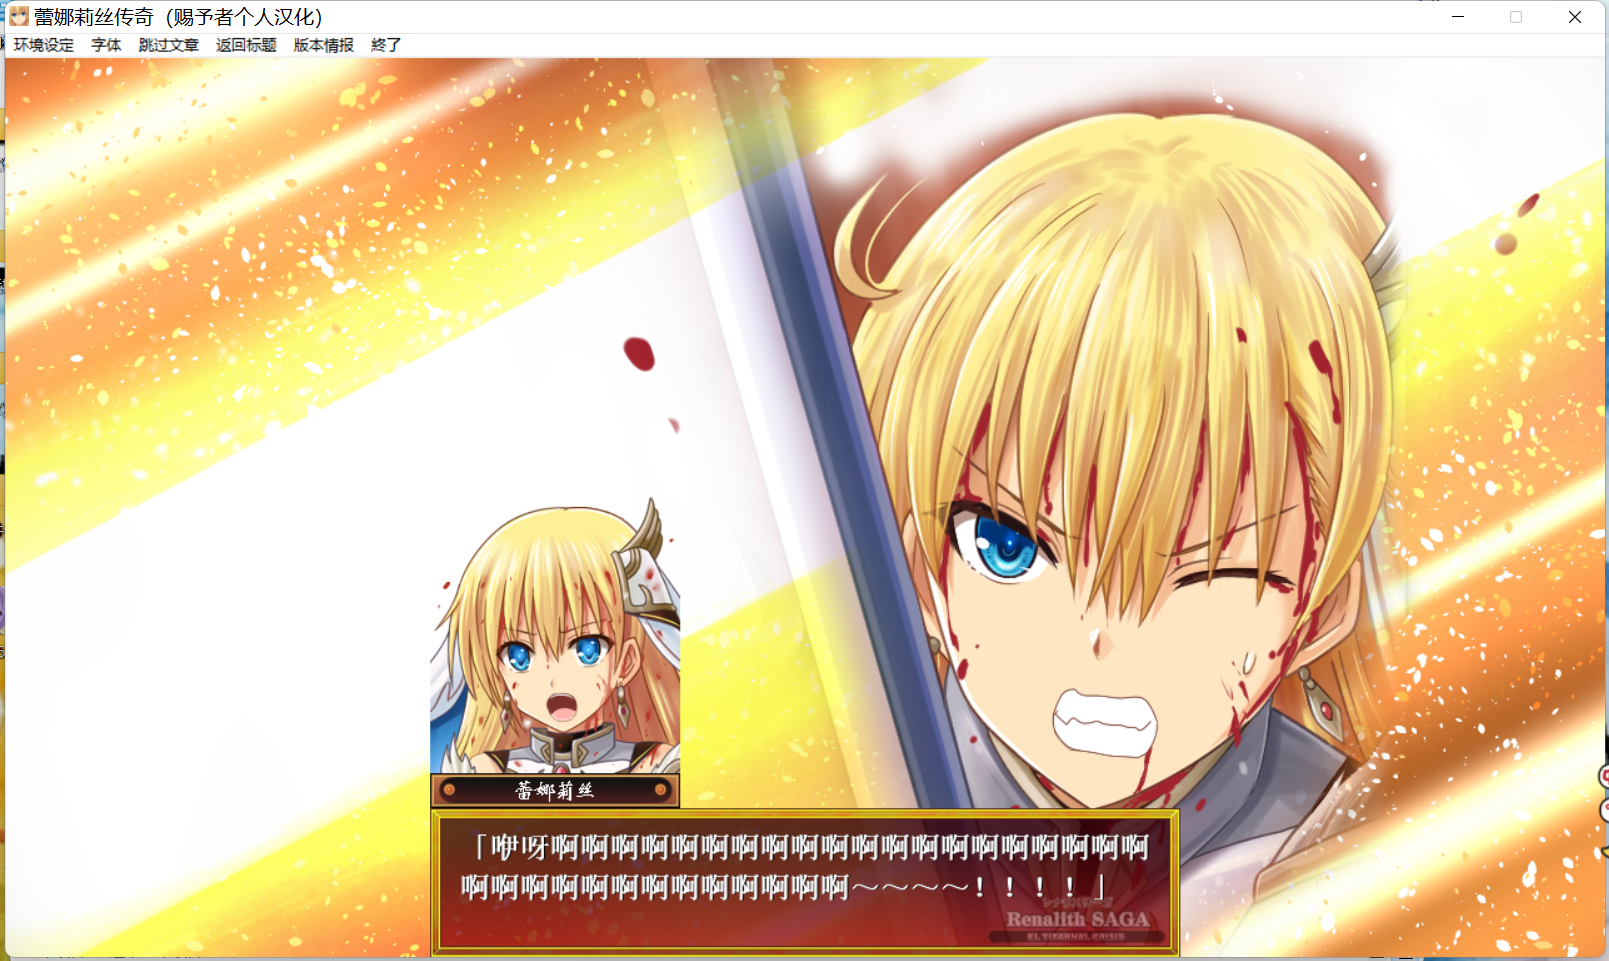 蕾娜莉丝传奇（赐予者个人汉化）
环境设定 字体 跳过文章 返回标题 版本情报 終了
蕾娜莉丝
「咿呀啊啊啊啊啊啊啊啊啊啊啊啊啊啊啊啊啊啊啊啊
啊啊啊啊啊啊啊啊啊啊啊啊啊～～～～！！！！」
Renalith SAGA